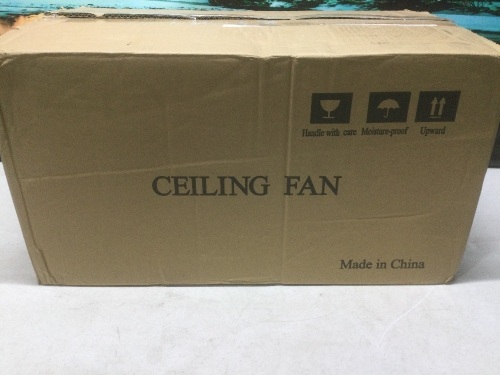 Handle with care Moisture-proof Upward
CEILING FAN
Made in China